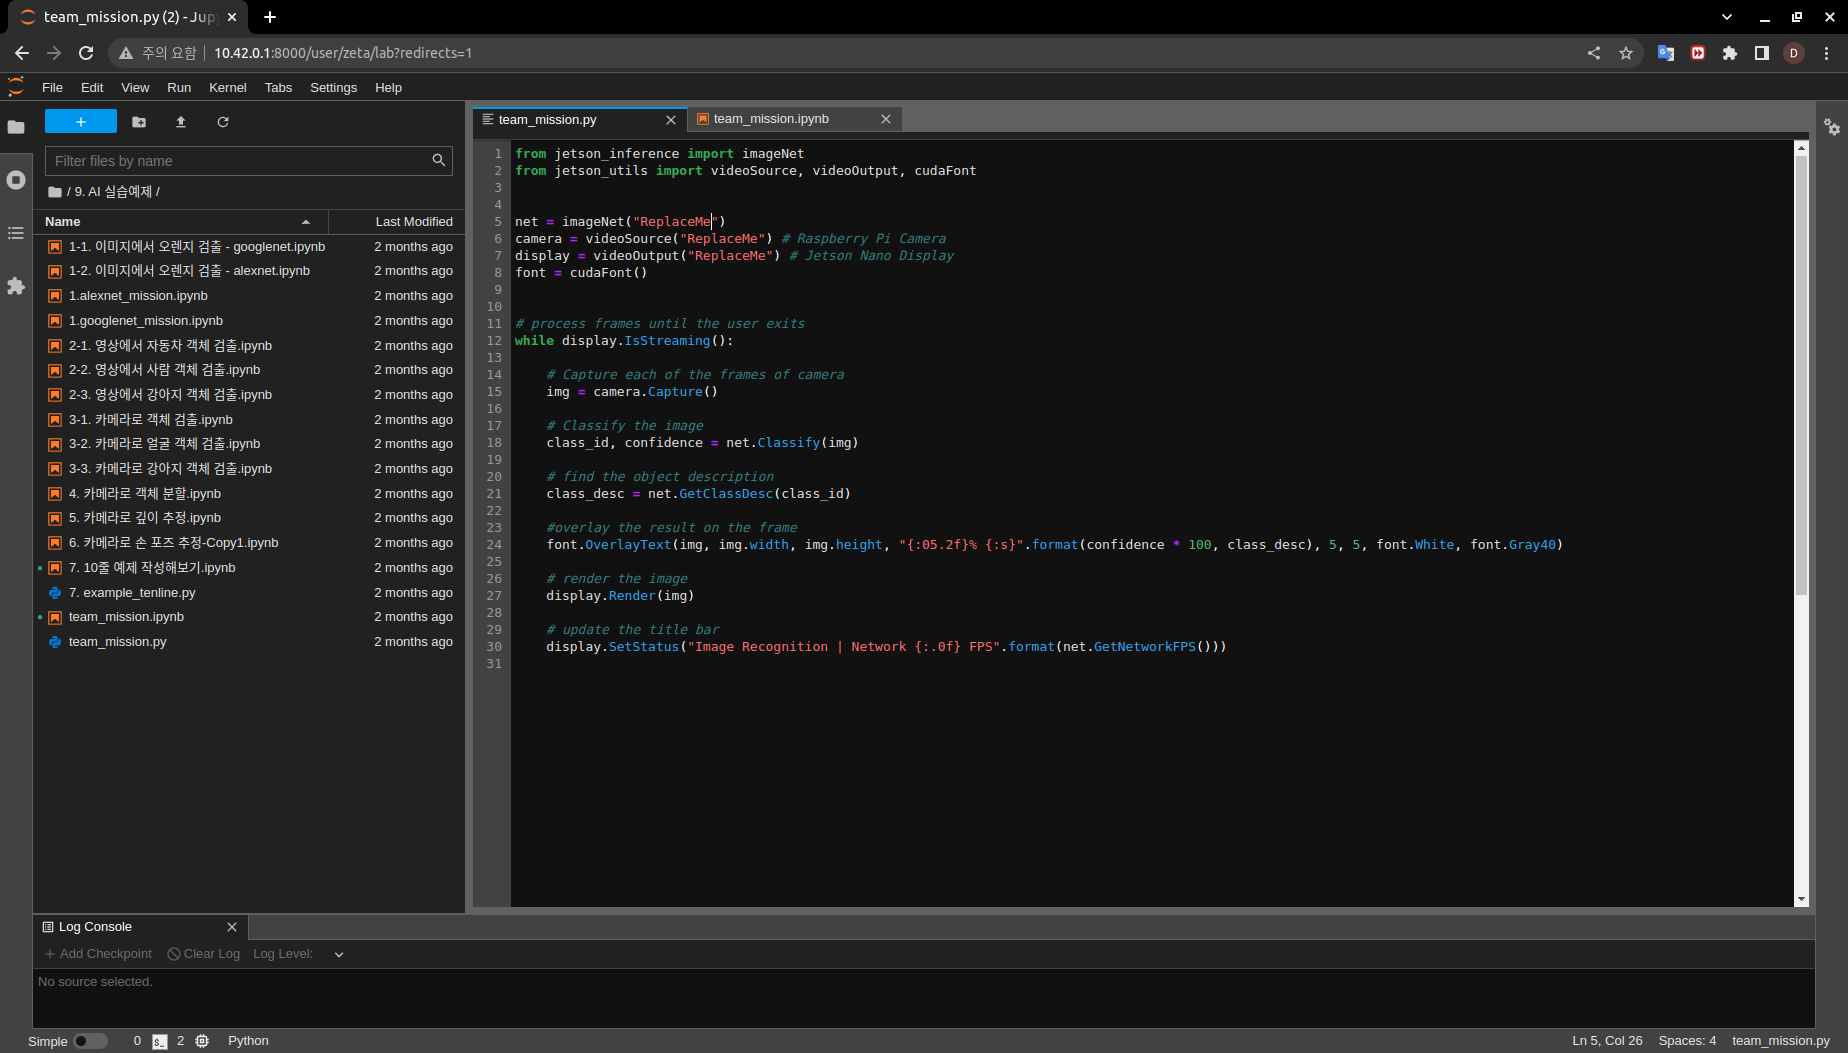 team_mission.py (2) - Jup
주의 요함 10.42.0.1:8000/user/zeta/lab?redirects=1
D
File Edit View Run Kernel Tabs Settings Help
Filter files by name
/ 9. AI 실습예제 /
Name Last Modified
1-1. 이미지에서 오렌지 검출 - googlenet.ipynb 2 months ago
1-2. 이미지에서 오렌지 검출 - alexnet.ipynb 2 months ago
1.alexnet_mission.ipynb 2 months ago
1.googlenet_mission.ipynb 2 months ago
2-1. 영상에서 자동차 객체 검출.ipynb 2 months ago
2-2. 영상에서 사람 객체 검출.ipynb 2 months ago
2-3. 영상에서 강아지 객체 검출.ipynb 2 months ago
3-1. 카메라로 객체 검출.ipynb 2 months ago
3-2. 카메라로 얼굴 객체 검출.ipynb 2 months ago
3-3. 카메라로 강아지 객체 검출.ipynb 2 months ago
4. 카메라로 객체 분할.ipynb 2 months ago
5. 카메라로 깊이 추정.ipynb 2 months ago
6. 카메라로 손 포즈 추정-Copy1.ipynb 2 months ago
7. 10줄 예제 작성해보기.ipynb 2 months ago
7. example_tenline.py 2 months ago
team_mission.ipynb 2 months ago
team_mission.py 2 months ago
team_mission.py team_mission.ipynb
1 from jetson_inference import imageNet
2 from jetson_utils import videoSource, videoOutput, cudaFont
3
4
5 net = imageNet("ReplaceMe")
6 camera = videoSource("ReplaceMe") # Raspberry Pi Camera
7 display = videoOutput("ReplaceMe") # Jetson Nano Display
8 font = cudaFont()
9
10
11 # process frames until the user exits
12 while display.IsStreaming():
13
14     # Capture each of the frames of camera
15     img = camera.Capture()
16
17     # Classify the image
18     class_id, confidence = net.Classify(img)
19
20     # find the object description
21     class_desc = net.GetClassDesc(class_id)
22
23     #overlay the result on the frame
24     font.OverlayText(img, img.width, img.height, "{:05.2f}% {:s}".format(confidence * 100, class_desc), 5, 5, font.White, font.Gray40)
25
26     # render the image
27     display.Render(img)
28
29     # update the title bar
30     display.SetStatus("Image Recognition | Network {:.0f} FPS".format(net.GetNetworkFPS()))
31
Log Console
Add Checkpoint Clear Log Log Level:
No source selected.
Simple 0 2 Python Ln 5, Col 26 Spaces: 4 team_mission.py